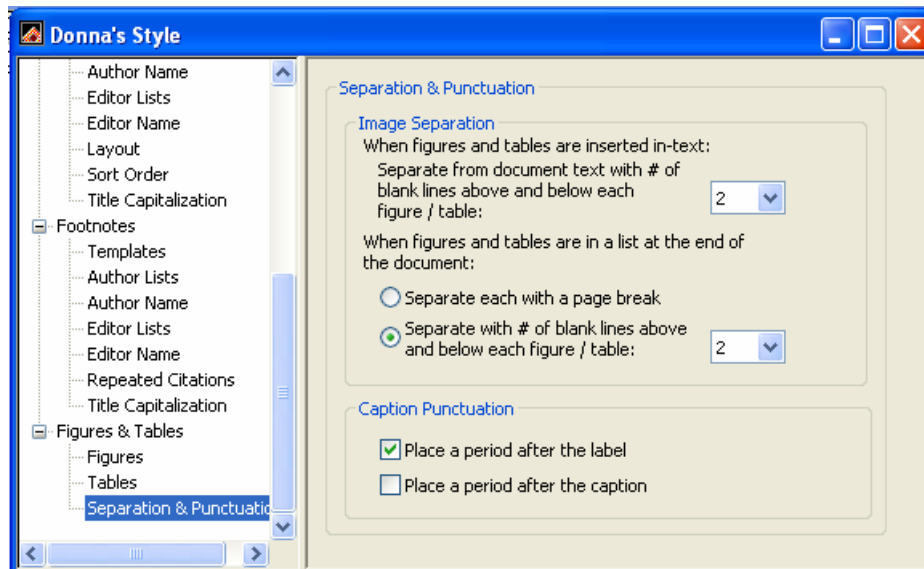 Donna's Style
Author Name
Editor Lists
Editor Name
Layout
Sort Order
Title Capitalization
Footnotes
Templates
Author Lists
Author Name
Editor Lists
Editor Name
Repeated Citations
Title Capitalization
Figures & Tables
Figures
Tables
Separation & Punctuatio
Separation & Punctuation
Image Separation
When figures and tables are inserted in-text:
Separate from document text with # of
blank lines above and below each
figure / table:
2
When figures and tables are in a list at the end of
the document:
Separate each with a page break
Separate with # of blank lines above
and below each figure / table:
2
Caption Punctuation
Place a period after the label
Place a period after the caption